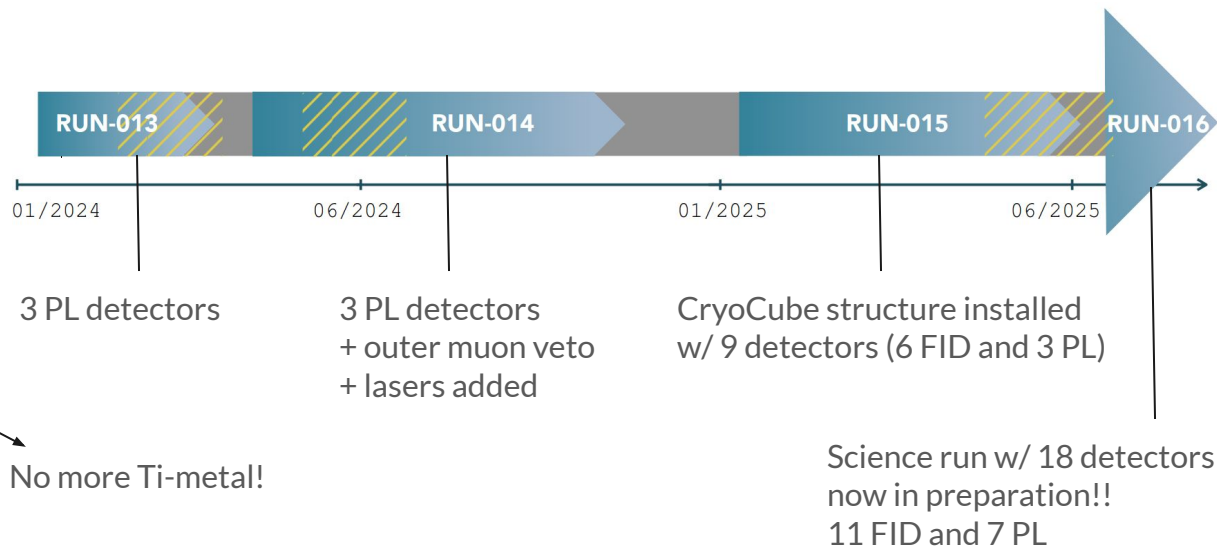 RUN-013
RUN-014
RUN-015
RUN-016
01/2024
06/2024
01/2025
06/2025
3 PL detectors
3 PL detectors
+ outer muon veto
+ lasers added
CryoCube structure installed
w/ 9 detectors (6 FID and 3 PL)
No more Ti-metal!
Science run w/ 18 detectors
now in preparation!!
11 FID and 7 PL